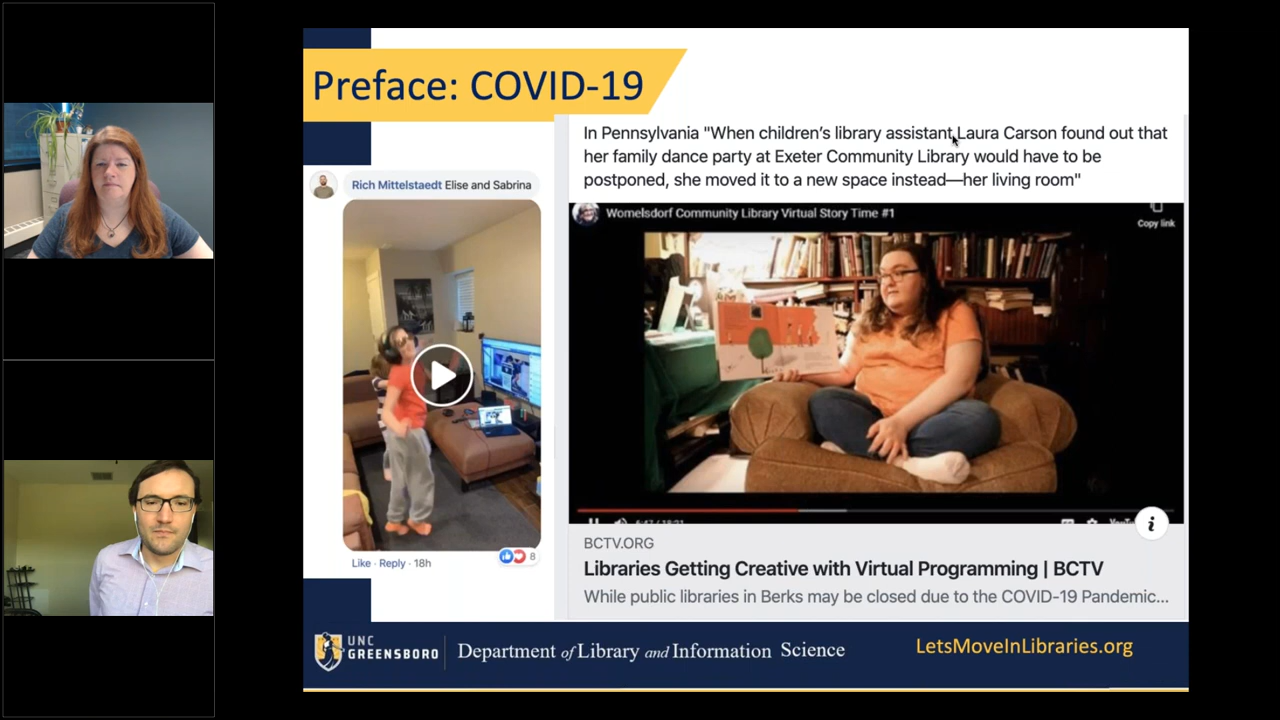 Preface: COVID-19
In Pennsylvania "When children's library assistant Laura Carson found out that
her family dance party at Exeter Community Library would have to be
postponed, she moved it to a new space instead—her living room"
Rich Mittelstaedt Elise and Sabrina
Like · Reply · 18h
8
Womelsdorf Community Library Virtual Story Time #1
Copy link
BCTV.ORG
Libraries Getting Creative with Virtual Programming | BCTV
While public libraries in Berks may be closed due to the COVID-19 Pandemic...
UNC
GREENSBORO
Department of Library and Information Science
LetsMoveInLibraries.org